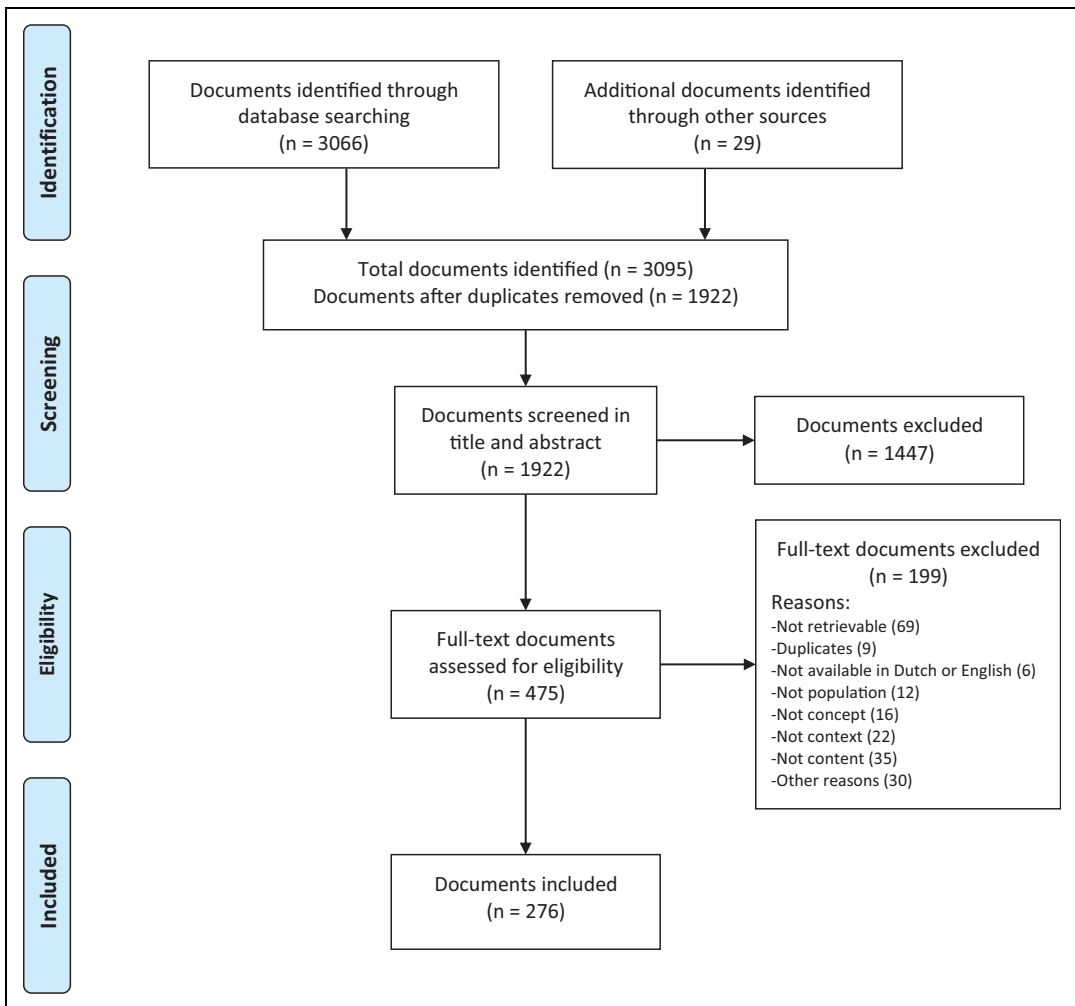 Identification
Documents identified through
database searching
(n = 3066)
Additional documents identified
through other sources
(n = 29)
Total documents identified (n = 3095)
Documents after duplicates removed (n = 1922)
Screening
Documents screened in
title and abstract
(n = 1922)
Documents excluded
(n = 1447)
Eligibility
Full-text documents
assessed for eligibility
(n = 475)
Full-text documents excluded
(n = 199)
Reasons:
-Not retrievable (69)
-Duplicates (9)
-Not available in Dutch or English (6)
-Not population (12)
-Not concept (16)
-Not context (22)
-Not content (35)
-Other reasons (30)
Included
Documents included
(n = 276)